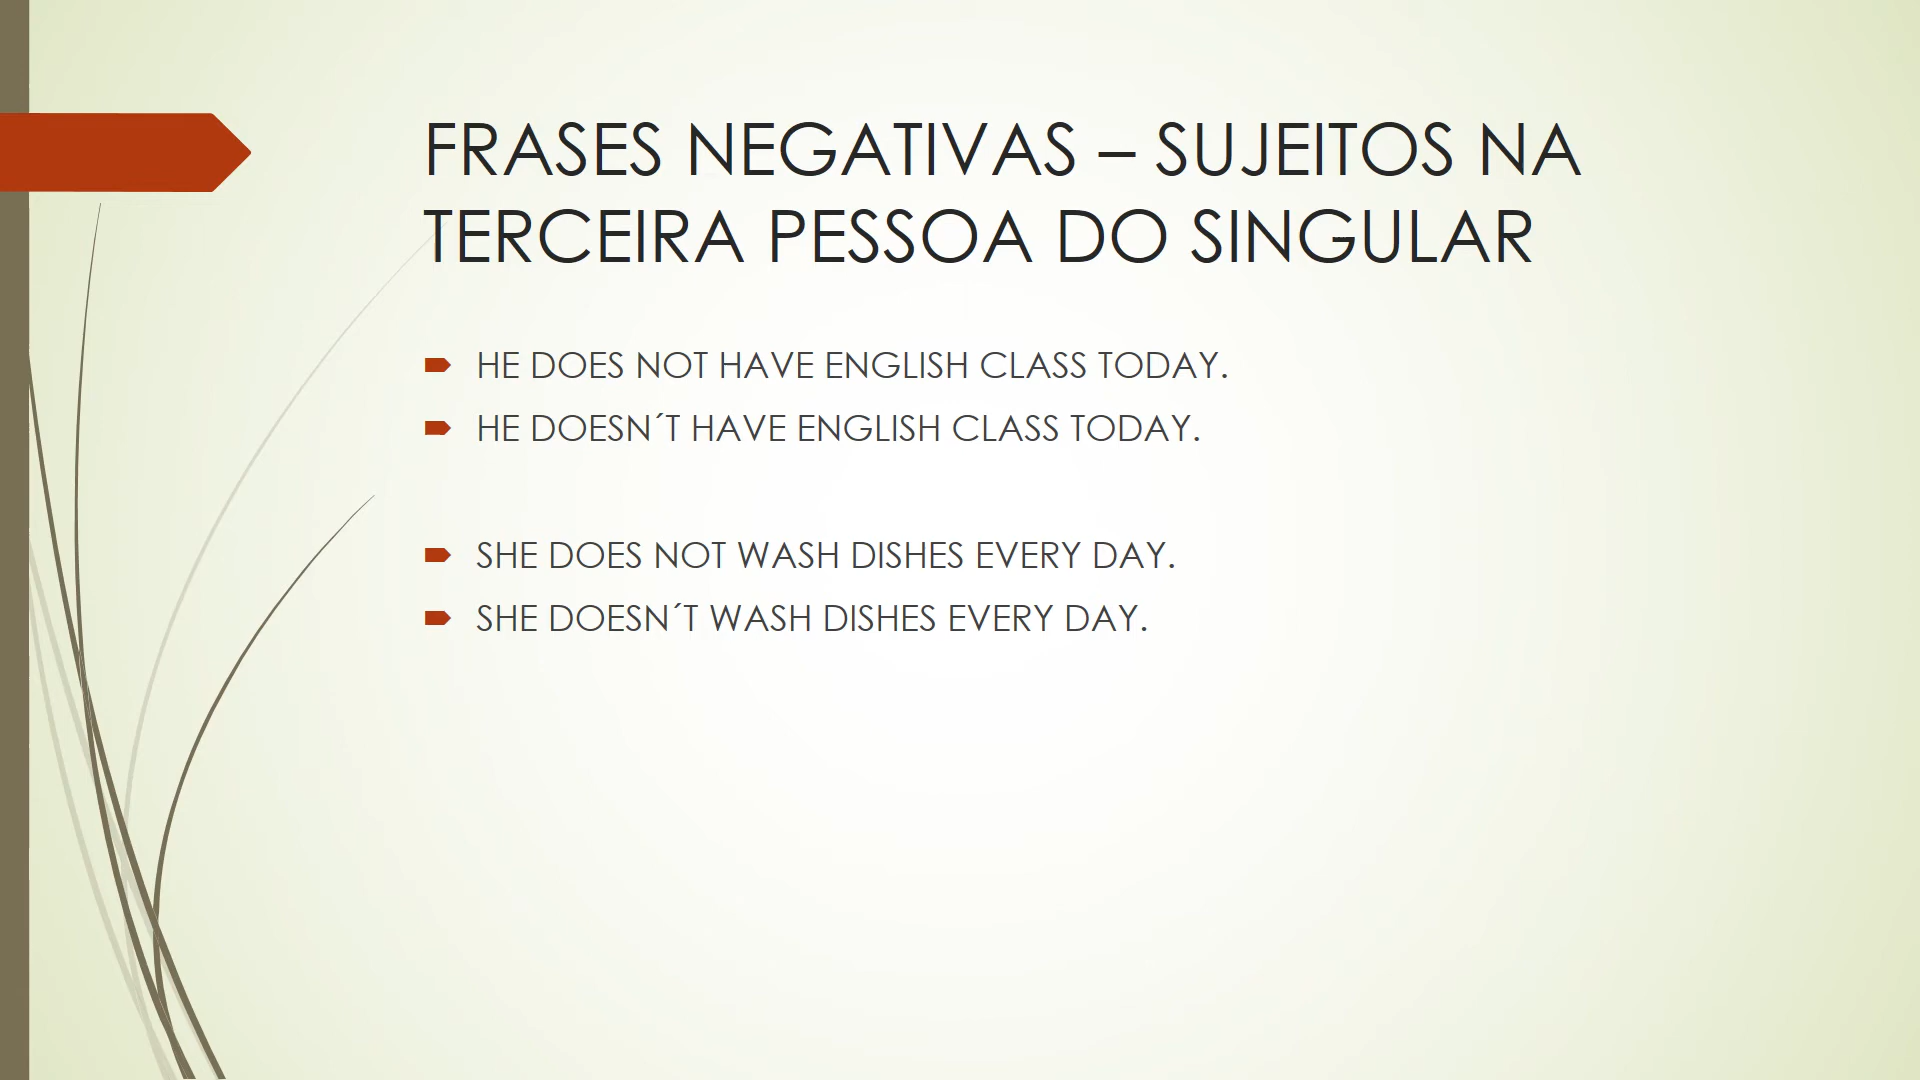 FRASES NEGATIVAS – SUJEITOS NA
TERCEIRA PESSOA DO SINGULAR
HE DOES NOT HAVE ENGLISH CLASS TODAY.
HE DOESN´T HAVE ENGLISH CLASS TODAY.
SHE DOES NOT WASH DISHES EVERY DAY.
SHE DOESN´T WASH DISHES EVERY DAY.